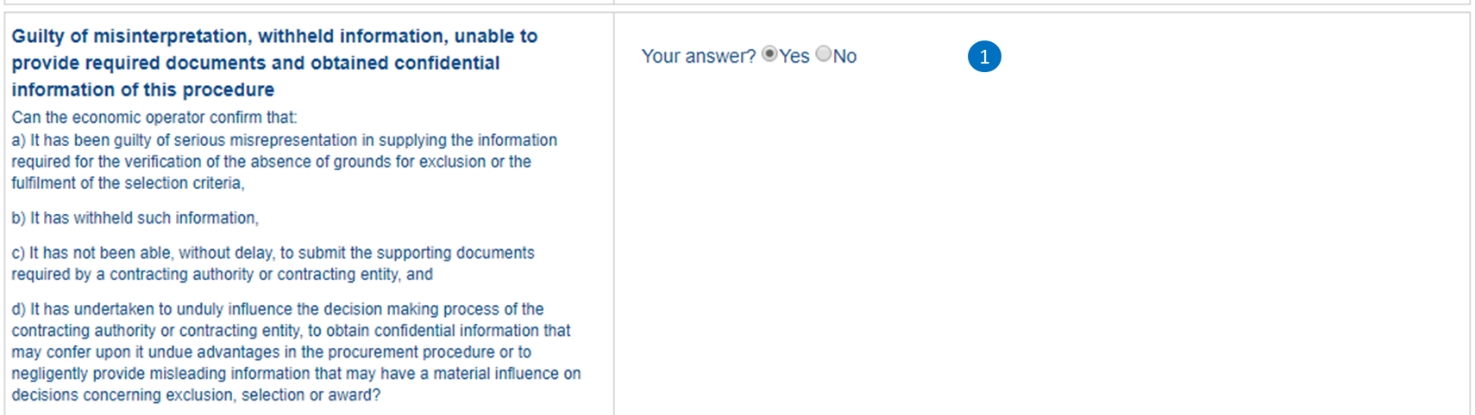 Guilty of misinterpretation, withheld information, unable to
provide required documents and obtained confidential
information of this procedure
Can the economic operator confirm that:
a) It has been guilty of serious misrepresentation in supplying the information
required for the verification of the absence of grounds for exclusion or the
fulfilment of the selection criteria,
b) It has withheld such information,
c) It has not been able, without delay, to submit the supporting documents
required by a contracting authority or contracting entity, and
d) It has undertaken to unduly influence the decision making process of the
contracting authority or contracting entity, to obtain confidential information that
may confer upon it undue advantages in the procurement procedure or to
negligently provide misleading information that may have a material influence on
decisions concerning exclusion, selection or award?
Your answer? Yes No
1